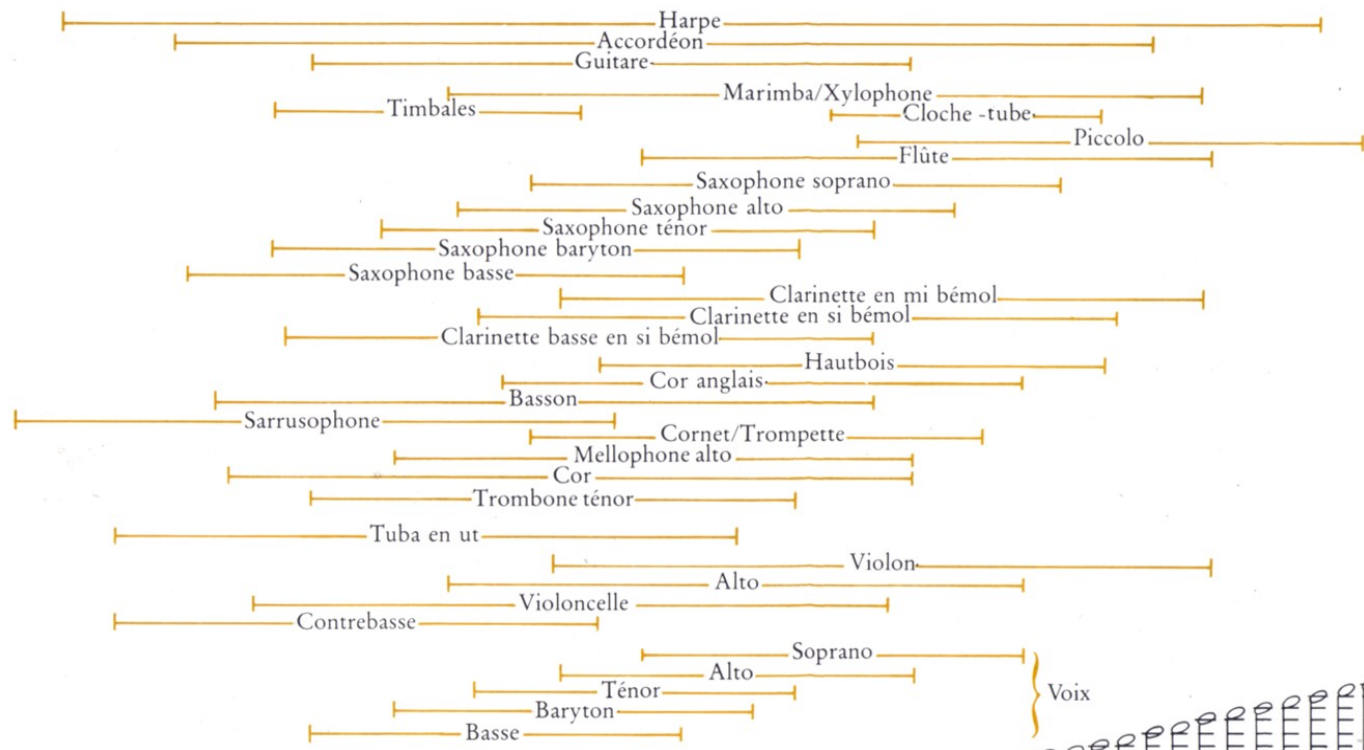 Harpe
Accordéon
Guitare
Marimba/Xylophone
Timbales
Cloche -tube
Piccolo
Flûte
Saxophone soprano
Saxophone alto
Saxophone ténor
Saxophone baryton
Saxophone basse
Clarinette en mi bémol
Clarinette en si bémol
Clarinette basse en si bémol
Hautbois
Cor anglais
Basson
Sarrusophone
Cornet/Trompette
Mellophone alto
Cor
Trombone ténor
Tuba en ut
Violon
Alto
Violoncelle
Contrebasse
Soprano
Alto
Ténor
Voix
Baryton
Basse